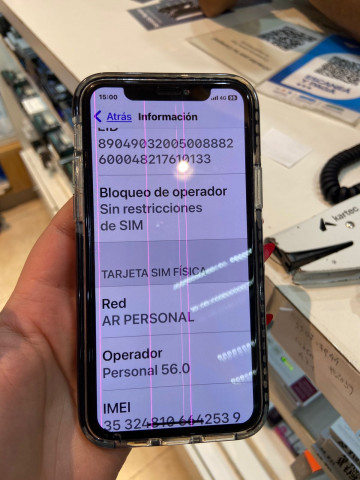 15:00
4G
Atrás Información
EID
89049032005008882
600048217610133
Bloqueo de operador
Sin restricciones
de SIM
TARJETA SIM FÍSICA
Red
AR PERSONAL
Operador
Personal 56.0
IMEI
35 324810 664253 9
kartec